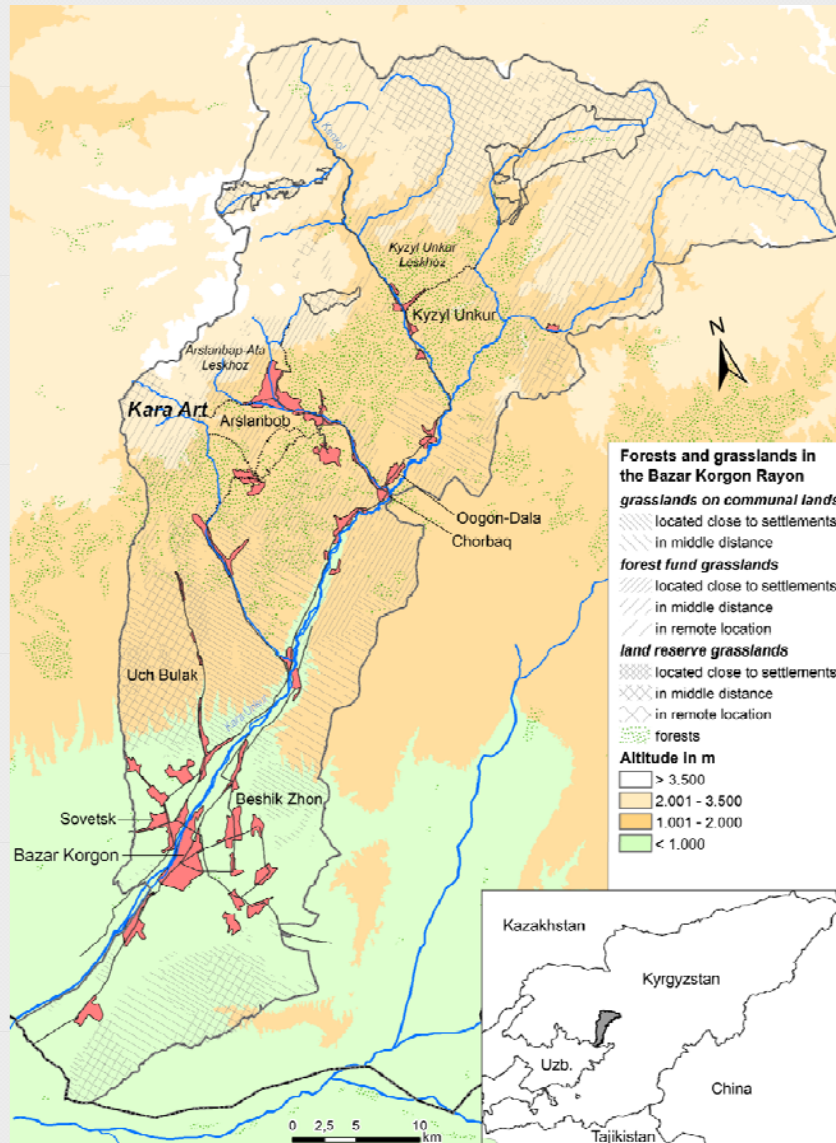 Kenkol
Kyzyl Unkur
Leskhoz
Kyzyl Unkur
N
Arslanbap-Ata
Leskhoz
Kara Art
Arslanbob
Oogon-Dala
Chorbaq
Uch Bulak
Beshik Zhon
Sovetsk
Bazar Korgon
Forests and grasslands in
the Bazar Korgon Rayon
grasslands on communal lands
located close to settlements
in middle distance
forest fund grasslands
located close to settlements
in middle distance
in remote location
land reserve grasslands
located close to settlements
in middle distance
in remote location
forests
Altitude in m
> 3.500
2.001 - 3.500
1.001 - 2.000
< 1.000
Kazakhstan
Kyrgyzstan
Uzb.
China
Tajikistan
0 2,5 5 10
km